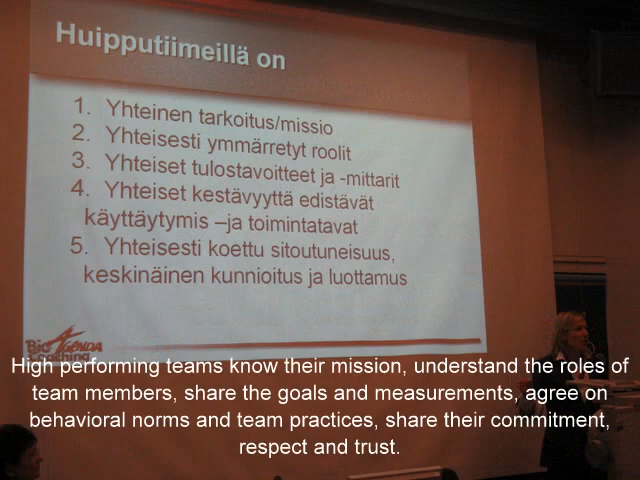 Huipputiimeillä on
1. Yhteinen tarkoitus/missio
2. Yhteisesti ymmärretyt roolit
3. Yhteiset tulostavoitteet ja -mittarit
4. Yhteiset kestävyyttä edistävät
käyttäytymis –ja toimintatavat
5. Yhteisesti koettu sitoutuneisuus,
keskinäinen kunnioitus ja luottamus
Big AGENDA
Coaching
High performing teams know their mission, understand the roles of
team members, share the goals and measurements, agree on
behavioral norms and team practices, share their commitment,
respect and trust.